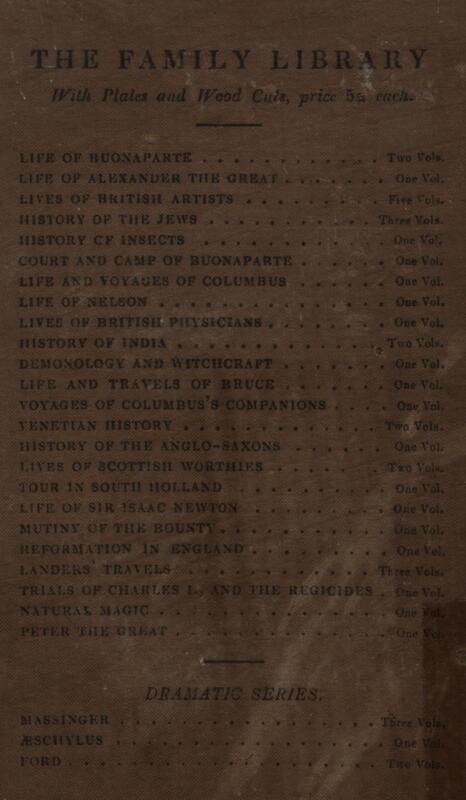 THE FAMILY LIBRARY
With Plates and Wood Cuts, price 5s. each.
LIFE OF BUONAPARTE . . . . . . . . . . . . Two Vols.
LIFE OF ALEXANDER THE GREAT . . . . . . . One Vol.
LIVES OF BRITISH ARTISTS . . . . . . . . . Five Vols.
HISTORY OF THE JEWS . . . . . . . . . . Three Vols.
HISTORY OF INSECTS . . . . . . . . . . . One Vol.
COURT AND CAMP OF BUONAPARTE . . . . . . One Vol.
LIFE AND VOYAGES OF COLUMBUS . . . . . . One Vol.
LIFE OF NELSON . . . . . . . . . . . . . One Vol.
LIVES OF BRITISH PHYSICIANS . . . . . . . One Vol.
HISTORY OF INDIA . . . . . . . . . . . . Two Vols.
DEMONOLOGY AND WITCHCRAFT . . . . . . . One Vol.
LIFE AND TRAVELS OF BRUCE . . . . . . . One Vol.
VOYAGES OF COLUMBUS'S COMPANIONS . . . . One Vol.
VENETIAN HISTORY . . . . . . . . . . . Two Vols.
HISTORY OF THE ANGLO-SAXONS . . . . . . One Vol.
LIVES OF SCOTTISH WORTHIES . . . . . . . Two Vols.
TOUR IN SOUTH HOLLAND . . . . . . . . . One Vol.
LIFE OF SIR ISAAC NEWTON . . . . . . . . One Vol.
MUTINY OF THE BOUNTY . . . . . . . . . . One Vol.
REFORMATION IN ENGLAND . . . . . . . . . One Vol.
LANDERS' TRAVELS . . . . . . . . . . . Three Vols.
TRIALS OF CHARLES I., AND THE REGICIDES . One Vol.
NATURAL MAGIC . . . . . . . . . . . . . One Vol.
PETER THE GREAT . . . . . . . . . . . . One Vol.
DRAMATIC SERIES.
MASSINGER . . . . . . . . . . . . . . . Three Vols.
ÆSCHYLUS . . . . . . . . . . . . . . . . One Vol.
FORD . . . . . . . . . . . . . . . . . . Two Vols.